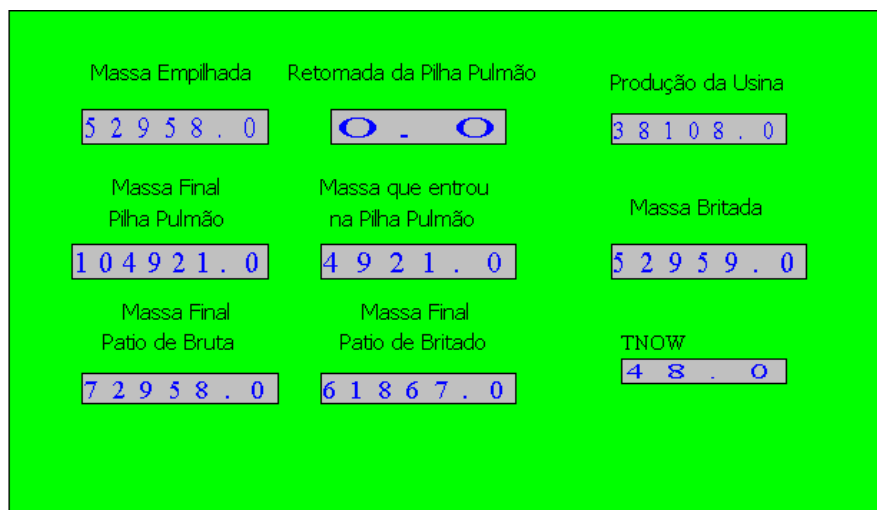 Massa Empilhada
Retomada da Pilha Pulmão
Produção da Usina
52958.0
0.0
38108.0
Massa Final
Pilha Pulmão
Massa que entrou
na Pilha Pulmão
Massa Britada
104921.0
4921.0
52959.0
Massa Final
Patio de Bruta
Massa Final
Patio de Britado
TNOW
72958.0
61867.0
48.0